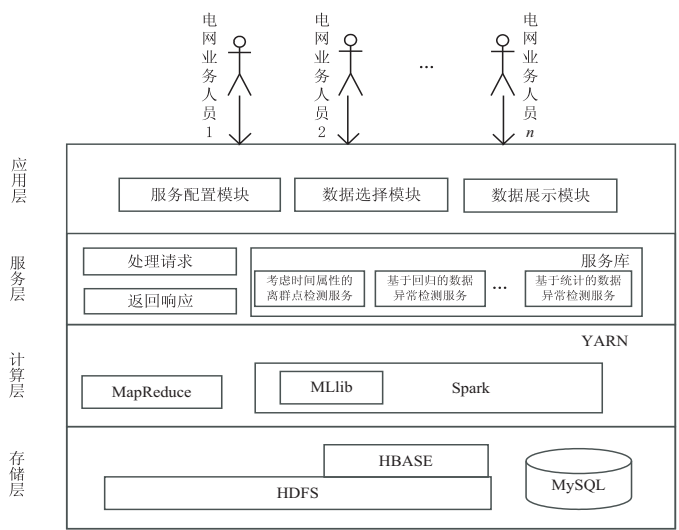 电网业务人员1
电网业务人员2
...
电网业务人员n
应用层
服务配置模块
数据选择模块
数据展示模块
服务层
处理请求
返回响应
服务库
考虑时间属性的
离群点检测服务
基于回归的数据
异常检测服务
...
基于统计的数据
异常检测服务
计算层
YARN
MapReduce
MLlib
Spark
存储层
HBASE
HDFS
MySQL